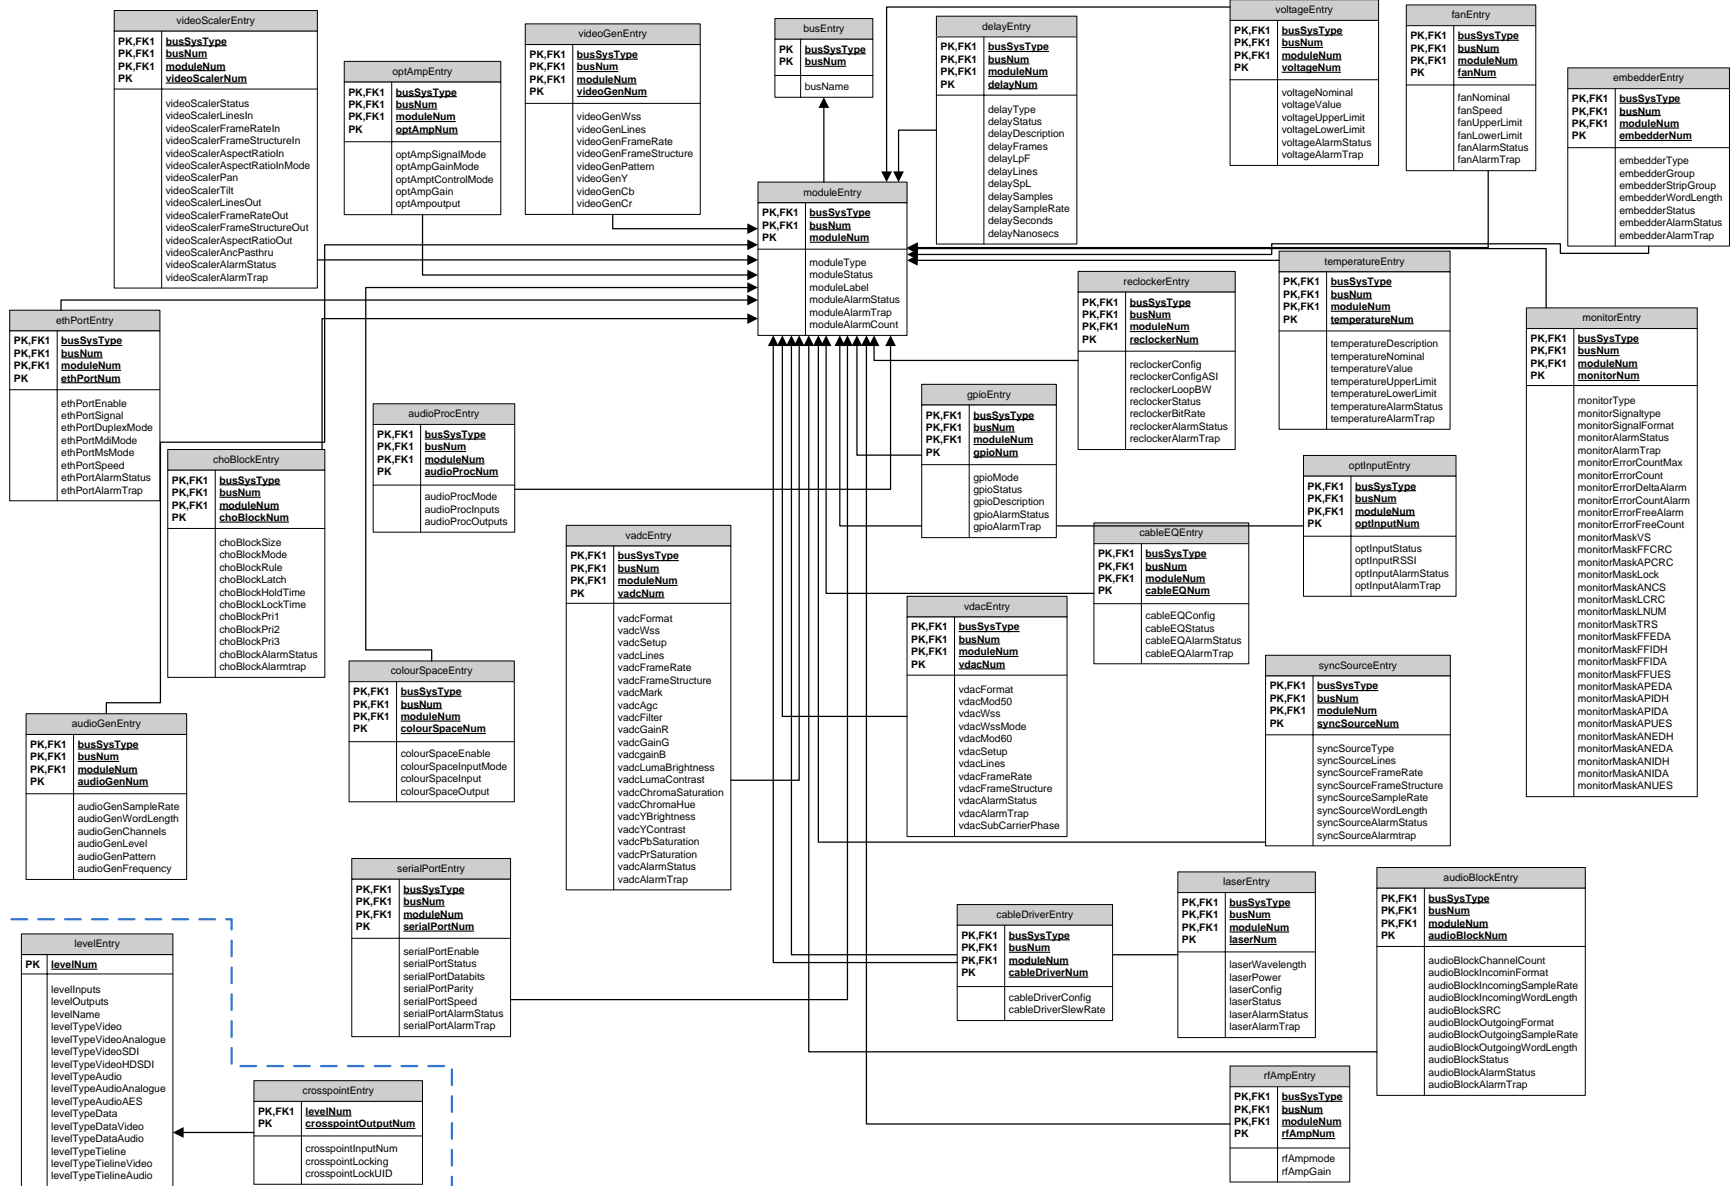 videoScalerEntry
PK,FK1 busSysType
PK,FK1 busNum
PK,FK1 moduleNum
PK videoScalerNum
videoScalerStatus
videoScalerLinesIn
videoScalerFrameRateIn
videoScalerFrameStructureIn
videoScalerAspectRatioIn
videoScalerAspectRatioInMode
videoScalerPan
videoScalerTilt
videoScalerLinesOut
videoScalerFrameRateOut
videoScalerFrameStructureOut
videoScalerAspectRatioOut
videoScalerAncPasthru
videoScalerAlarmStatus
videoScalerAlarmTrap
optAmpEntry
PK,FK1 busSysType
PK,FK1 busNum
PK,FK1 moduleNum
PK optAmpNum
optAmpSignalMode
optAmpGainMode
optAmptControlMode
optAmpGain
optAmpoutput
videoGenEntry
PK,FK1 busSysType
PK,FK1 busNum
PK,FK1 moduleNum
PK videoGenNum
videoGenWss
videoGenLines
videoGenFrameRate
videoGenFrameStructure
videoGenPattern
videoGenY
videoGenCb
videoGenCr
busEntry
PK busSysType
PK busNum
busName
delayEntry
PK,FK1 busSysType
PK,FK1 busNum
PK,FK1 moduleNum
PK delayNum
delayType
delayStatus
delayDescription
delayFrames
delayLpF
delayLines
delaySpL
delaySamples
delaySampleRate
delaySeconds
delayNanosecs
voltageEntry
PK,FK1 busSysType
PK,FK1 busNum
PK,FK1 moduleNum
PK voltageNum
voltageNominal
voltageValue
voltageUpperLimit
voltageLowerLimit
voltageAlarmStatus
voltageAlarmTrap
fanEntry
PK,FK1 busSysType
PK,FK1 busNum
PK,FK1 moduleNum
PK fanNum
fanNominal
fanSpeed
fanUpperLimit
fanLowerLimit
fanAlarmStatus
fanAlarmTrap
embedderEntry
PK,FK1 busSysType
PK,FK1 busNum
PK,FK1 moduleNum
PK embedderNum
embedderType
embedderGroup
embedderStripGroup
embedderWordLength
embedderStatus
embedderAlarmStatus
embedderAlarmTrap
moduleEntry
PK,FK1 busSysType
PK,FK1 busNum
PK moduleNum
moduleType
moduleStatus
moduleLabel
moduleAlarmStatus
moduleAlarmTrap
moduleAlarmCount
reclockerEntry
PK,FK1 busSysType
PK,FK1 busNum
PK,FK1 moduleNum
PK reclockerNum
reclockerConfig
reclockerConfigASI
reclockerLoopBW
reclockerStatus
reclockerBitRate
reclockerAlarmStatus
reclockerAlarmTrap
temperatureEntry
PK,FK1 busSysType
PK,FK1 busNum
PK,FK1 moduleNum
PK temperatureNum
temperatureDescription
temperatureNominal
temperatureValue
temperatureUpperLimit
temperatureLowerLimit
temperatureAlarmStatus
temperatureAlarmTrap
monitorEntry
PK,FK1 busSysType
PK,FK1 busNum
PK,FK1 moduleNum
PK monitorNum
monitorType
monitorSignaltype
monitorSignalFormat
monitorAlarmStatus
monitorAlarmTrap
monitorErrorCountMax
monitorErrorCount
monitorErrorDeltaAlarm
monitorErrorCountAlarm
monitorErrorFreeAlarm
monitorErrorFreeCount
monitorMaskVS
monitorMaskFFCRC
monitorMaskAPCRC
monitorMaskLock
monitorMaskANCS
monitorMaskLCRC
monitorMaskLNUM
monitorMaskTRS
monitorMaskFFEDA
monitorMaskFFIDH
monitorMaskFFIDA
monitorMaskFFUES
monitorMaskAPEDA
monitorMaskAPIDH
monitorMaskAPIDA
monitorMaskAPUES
monitorMaskANEDH
monitorMaskANEDA
monitorMaskANIDH
monitorMaskANIDA
monitorMaskANUES
ethPortEntry
PK,FK1 busSysType
PK,FK1 busNum
PK,FK1 moduleNum
PK ethPortNum
ethPortEnable
ethPortSignal
ethPortDuplexMode
ethPortMdiMode
ethPortMsMode
ethPortSpeed
ethPortAlarmStatus
ethPortAlarmTrap
choBlockEntry
PK,FK1 busSysType
PK,FK1 busNum
PK,FK1 moduleNum
PK choBlockNum
choBlockSize
choBlockMode
choBlockRule
choBlockLatch
choBlockHoldTime
choBlockLockTime
choBlockPri1
choBlockPri2
choBlockPri3
choBlockAlarmStatus
choBlockAlarmtrap
audioProcEntry
PK,FK1 busSysType
PK,FK1 busNum
PK,FK1 moduleNum
PK audioProcNum
audioProcMode
audioProcInputs
audioProcOutputs
gpioEntry
PK,FK1 busSysType
PK,FK1 busNum
PK,FK1 moduleNum
PK gpioNum
gpioMode
gpioStatus
gpioDescription
gpioAlarmStatus
gpioAlarmTrap
optInputEntry
PK,FK1 busSysType
PK,FK1 busNum
PK,FK1 moduleNum
PK optInputNum
optInputStatus
optInputRSSI
optInputAlarmStatus
optInputAlarmTrap
vadcEntry
PK,FK1 busSysType
PK,FK1 busNum
PK,FK1 moduleNum
PK vadcNum
vadcFormat
vadcWss
vadcSetup
vadcLines
vadcFrameRate
vadcFrameStructure
vadcMark
vadcAgc
vadcFilter
vadcGainR
vadcGainG
vadcgainB
vadcLumaBrightness
vadcLumaContrast
vadcChromaSaturation
vadcChromaHue
vadcYBrightness
vadcYContrast
vadcPbSaturation
vadcPrSaturation
vadcAlarmStatus
vadcAlarmTrap
cableEQEntry
PK,FK1 busSysType
PK,FK1 busNum
PK,FK1 moduleNum
PK cableEQNum
cableEQConfig
cableEQStatus
cableEQAlarmStatus
cableEQAlarmTrap
vdacEntry
PK,FK1 busSysType
PK,FK1 busNum
PK,FK1 moduleNum
PK vdacNum
vdacFormat
vdacMod50
vdacWss
vdacWssMode
vdacMod60
vdacSetup
vdacLines
vdacFrameRate
vdacFrameStructure
vdacAlarmStatus
vdacAlarmTrap
vdacSubCarrierPhase
syncSourceEntry
PK,FK1 busSysType
PK,FK1 busNum
PK,FK1 moduleNum
PK syncSourceNum
syncSourceType
syncSourceLines
syncSourceFrameRate
syncSourceFrameStructure
syncSourceSampleRate
syncSourceWordLength
syncSourceAlarmStatus
syncSourceAlarmtrap
colourSpaceEntry
PK,FK1 busSysType
PK,FK1 busNum
PK,FK1 moduleNum
PK colourSpaceNum
colourSpaceEnable
colourSpaceInputMode
colourSpaceInput
colourSpaceOutput
audioGenEntry
PK,FK1 busSysType
PK,FK1 busNum
PK,FK1 moduleNum
PK audioGenNum
audioGenSampleRate
audioGenWordLength
audioGenChannels
audioGenLevel
audioGenPattern
audioGenFrequency
serialPortEntry
PK,FK1 busSysType
PK,FK1 busNum
PK,FK1 moduleNum
PK serialPortNum
serialPortEnable
serialPortStatus
serialPortDatabits
serialPortParity
serialPortSpeed
serialPortAlarmStatus
serialPortAlarmTrap
cableDriverEntry
PK,FK1 busSysType
PK,FK1 busNum
PK,FK1 moduleNum
PK cableDriverNum
cableDriverConfig
cableDriverSlewRate
laserEntry
PK,FK1 busSysType
PK,FK1 busNum
PK,FK1 moduleNum
PK laserNum
laserWavelength
laserPower
laserConfig
laserStatus
laserAlarmStatus
laserAlarmTrap
audioBlockEntry
PK,FK1 busSysType
PK,FK1 busNum
PK,FK1 moduleNum
PK audioBlockNum
audioBlockChannelCount
audioBlockIncominFormat
audioBlockIncomingSampleRate
audioBlockIncomingWordLength
audioBlockSRC
audioBlockOutgoingFormat
audioBlockOutgoingSampleRate
audioBlockOutgoingWordLength
audioBlockStatus
audioBlockAlarmStatus
audioBlockAlarmTrap
levelEntry
PK levelNum
levelInputs
levelOutputs
levelName
levelTypeVideo
levelTypeVideoAnalogue
levelTypeVideoSDI
levelTypeVideoHDSDI
levelTypeAudio
levelTypeAudioAnalogue
levelTypeAudioAES
levelTypeData
levelTypeDataVideo
levelTypeDataAudio
levelTypeTieline
levelTypeTielineVideo
levelTypeTielineAudio
crosspointEntry
PK,FK1 levelNum
PK crosspointOutputNum
crosspointInputNum
crosspointLocking
crosspointLockUID
rfAmpEntry
PK,FK1 busSysType
PK,FK1 busNum
PK,FK1 moduleNum
PK rfAmpNum
rfAmpmode
rfAmpGain